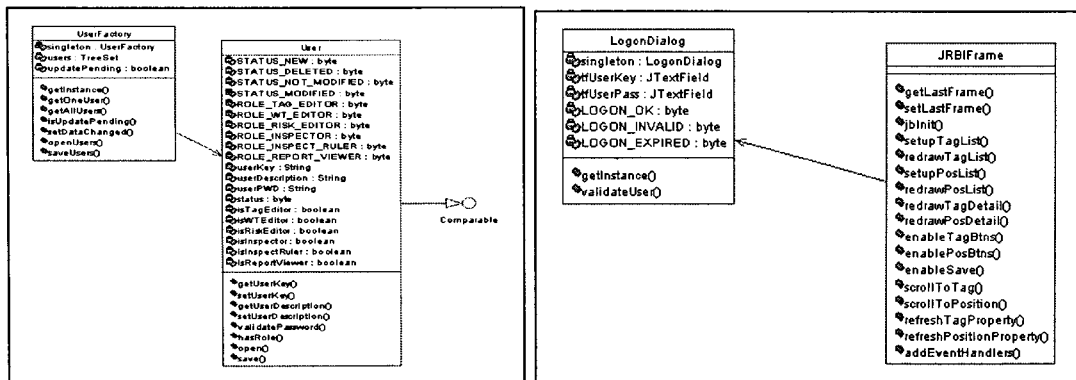 UserFactory
singleton : UserFactory
users : TreeSet
updatePending : boolean
getInstance()
getOneUser()
getAllUsers()
isUpdatePending()
setDataChanged()
openUsers()
saveUsers()
User
STATUS_NEW : byte
STATUS_DELETED : byte
STATUS_NOT_MODIFIED : byte
STATUS_MODIFIED : byte
ROLE_TAG_EDITOR : byte
ROLE_WT_EDITOR : byte
ROLE_RISK_EDITOR : byte
ROLE_INSPECTOR : byte
ROLE_INSPECT_RULER : byte
ROLE_REPORT_VIEWER : byte
userKey : String
userDescription : String
userPWD : String
status : byte
isTagEditor : boolean
isWTEditor : boolean
isRiskEditor : boolean
isInspector : boolean
isInspectRuler : boolean
isReportViewer : boolean
getUserKey()
setUserKey()
getUserDescription()
setUserDescription()
validatePassword()
hasRole()
open()
save()
Comparable
LogonDialog
singleton : LogonDialog
tfUserKey : JTextField
tfUserPass : JTextField
LOGON_OK : byte
LOGON_INVALID : byte
LOGON_EXPIRED : byte
getInstance()
validateUser()
JRBIFrame
getLastFrame()
setLastFrame()
jbInit()
setupTagList()
redrawTagList()
setupPosList()
redrawPosList()
redrawTagDetail()
redrawPosDetail()
enableTagBtns()
enablePosBtns()
enableSave()
scrollToTag()
scrollToPosition()
refreshTagProperty()
refreshPositionProperty()
addEventHandlers()